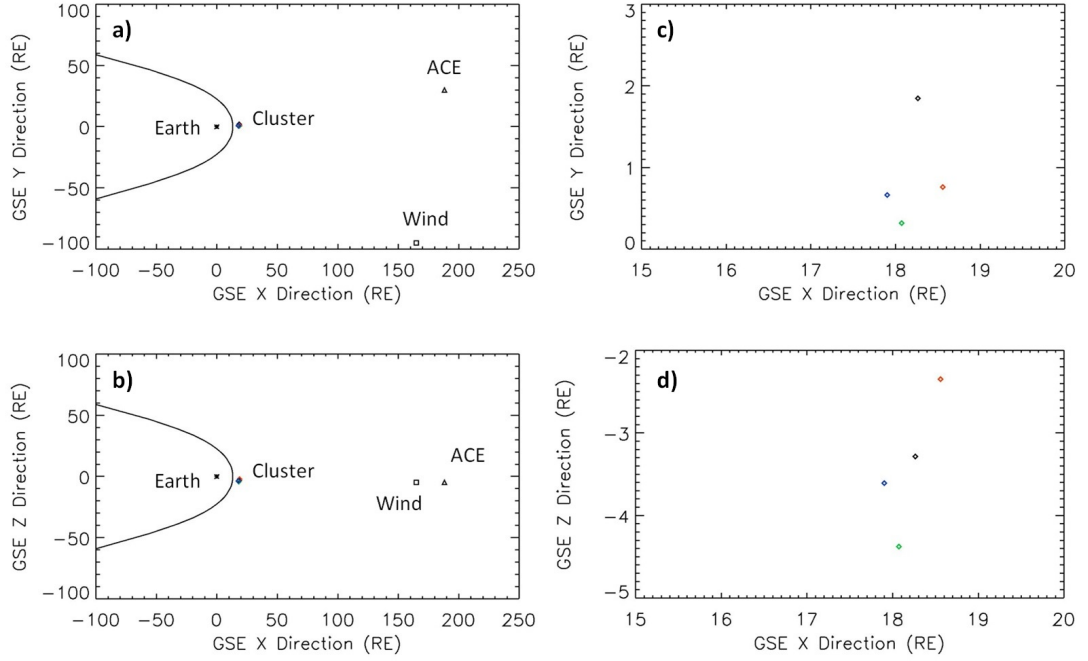 a)
100
50
0
−50
−100
GSE Y Direction (RE)
ACE
Earth
Cluster
Wind
−100 −50 0 50 100 150 200 250
GSE X Direction (RE)
c)
3
2
1
0
GSE Y Direction (RE)
15 16 17 18 19 20
GSE X Direction (RE)
b)
100
50
0
−50
−100
GSE Z Direction (RE)
ACE
Earth
Cluster
Wind
−100 −50 0 50 100 150 200 250
GSE X Direction (RE)
d)
−2
−3
−4
−5
GSE Z Direction (RE)
15 16 17 18 19 20
GSE X Direction (RE)